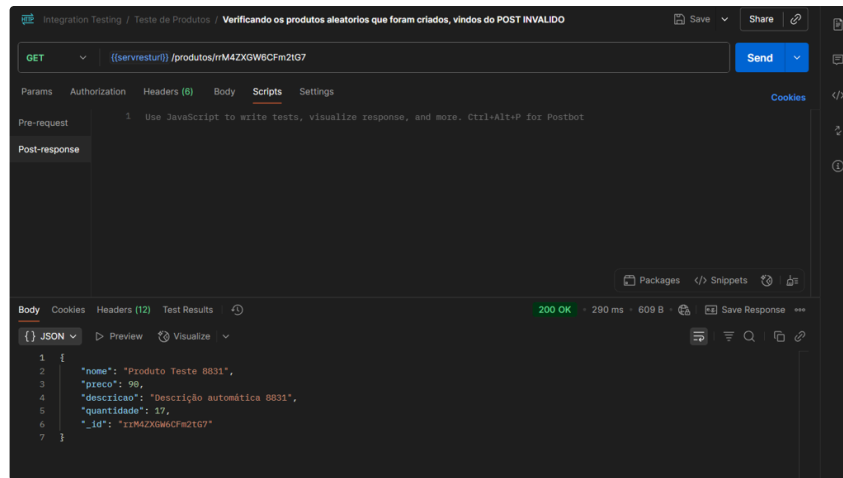 HTTP Integration Testing / Teste de Produtos / Verificando os produtos aleatorios que foram criados, vindos do POST INVALIDO Save Share
GET {{servresturl}} /produtos/rrM4ZXGW6CFm2tG7 Send
Params Authorization Headers (6) Body Scripts Settings Cookies
Pre-request
Post-response
1 Use JavaScript to write tests, visualize response, and more. Ctrl+Alt+P for Postbot
Packages </> Snippets
Body Cookies Headers (12) Test Results 200 OK • 290 ms • 609 B • e.g. Save Response
{} JSON Preview Visualize
1 {
2 "nome": "Produto Teste 8831",
3 "preco": 90,
4 "descricao": "Descrição automática 8831",
5 "quantidade": 17,
6 "_id": "rrM4ZXGW6CFm2tG7"
7 }